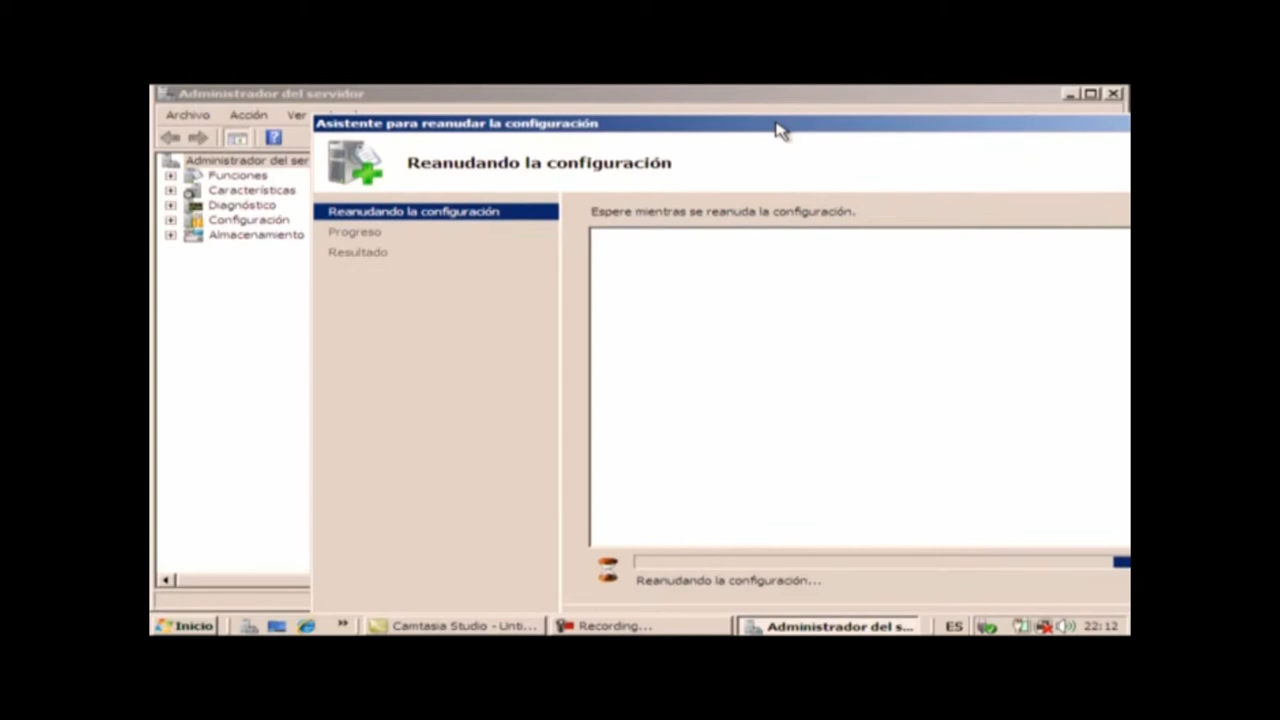 Administrador del servidor
Archivo Acción Ver
Asistente para reanudar la configuración
Reanudando la configuración
Administrador del ser
Funciones
Características
Diagnóstico
Configuración
Almacenamiento
Reanudando la configuración
Progreso
Resultado
Espere mientras se reanuda la configuración.
Reanudando la configuración...
Inicio » Camtasia Studio - Unti... Recording... Administrador del s... ES 22:12